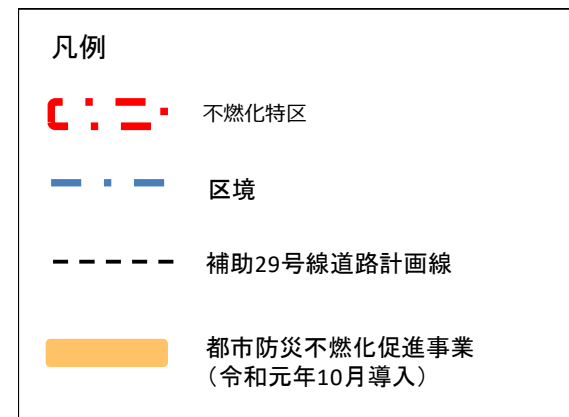 凡例
不燃化特区
区境
補助29号線道路計画線
都市防災不燃化促進事業
（令和元年10月導入）